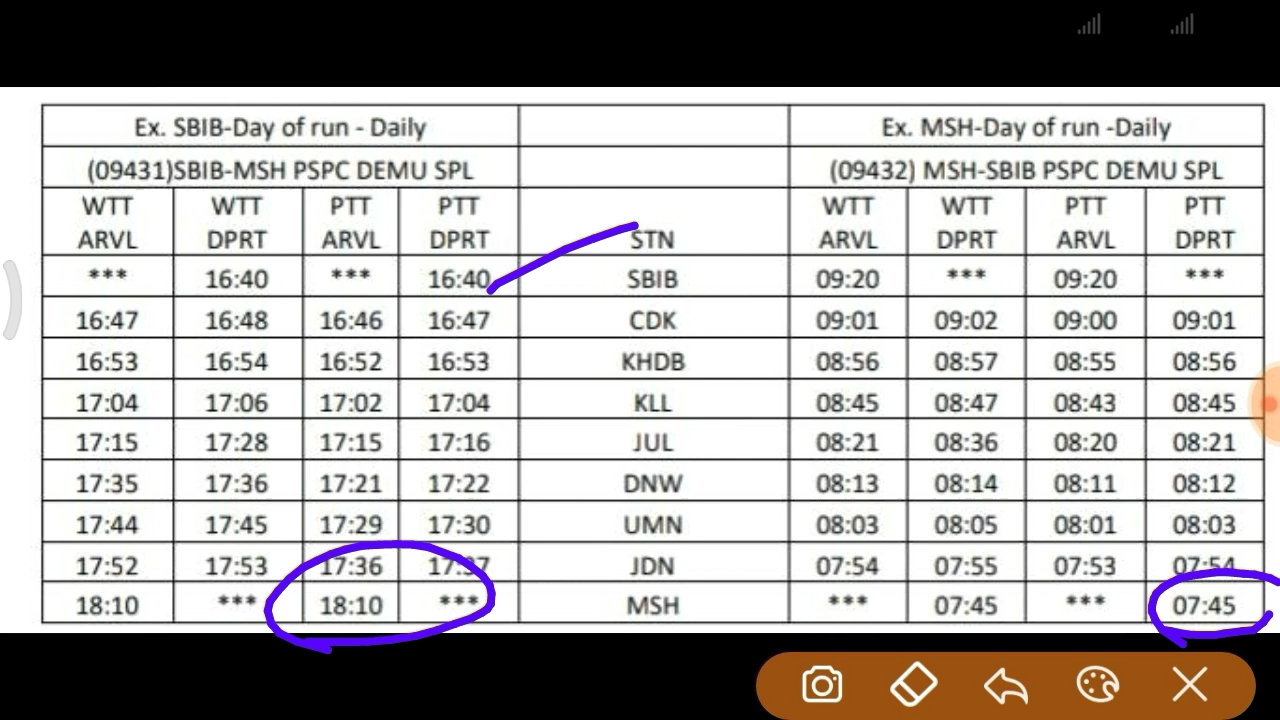 Ex. SBIB-Day of run - Daily Ex. MSH-Day of run -Daily
(09431)SBIB-MSH PSPC DEMU SPL (09432) MSH-SBIB PSPC DEMU SPL
WTT WTT PTT PTT WTT WTT PTT PTT
ARVL DPRT ARVL DPRT STN ARVL DPRT ARVL DPRT
*** 16:40 *** 16:40 SBIB 09:20 *** 09:20 ***
16:47 16:48 16:46 16:47 CDK 09:01 09:02 09:00 09:01
16:53 16:54 16:52 16:53 KHDB 08:56 08:57 08:55 08:56
17:04 17:06 17:02 17:04 KLL 08:45 08:47 08:43 08:45
17:15 17:28 17:15 17:16 JUL 08:21 08:36 08:20 08:21
17:35 17:36 17:21 17:22 DNW 08:13 08:14 08:11 08:12
17:44 17:45 17:29 17:30 UMN 08:03 08:05 08:01 08:03
17:52 17:53 17:36 17:37 JDN 07:54 07:55 07:53 07:54
18:10 *** 18:10 *** MSH *** 07:45 *** 07:45